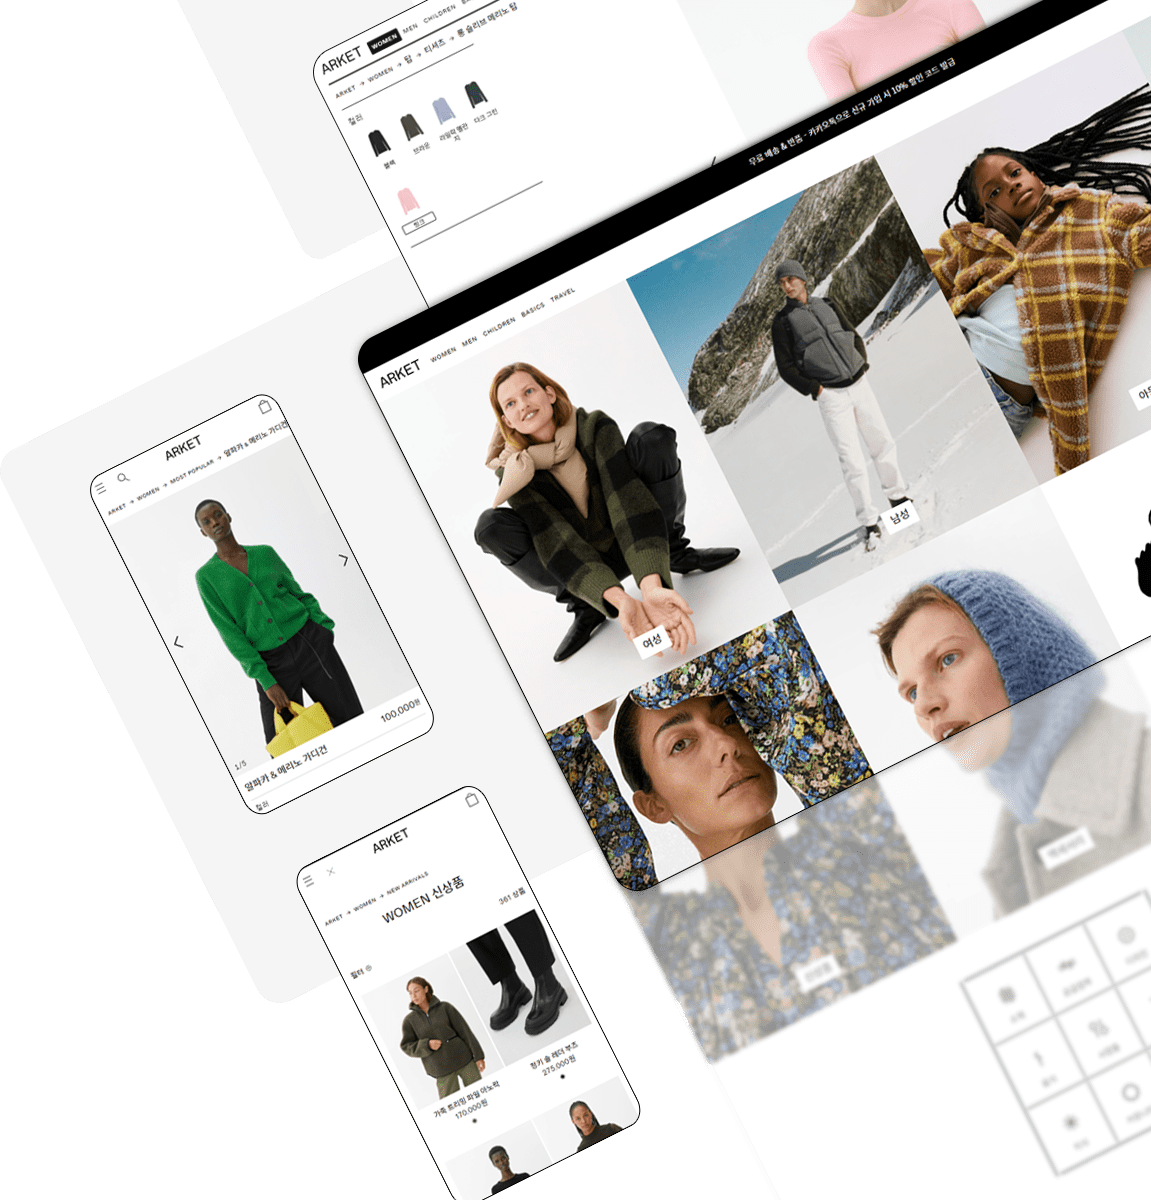 ARKET WOMEN MEN CHILDREN
ARKET → WOMEN → 탑 → 티셔츠 → 롱 슬리브 메리노 탑
컬러
블랙
브라운
라일락 멜란지
다크 그린
핑크
무료 배송 & 반품 - 카카오톡으로 신규 가입 시 10% 할인 코드 발급
ARKET WOMEN MEN CHILDREN BASICS TRAVEL
여성
남성
ARKET
ARKET → WOMEN → MOST POPULAR → 알파카 & 메리노 가디건
1/5
100,000원
알파카 & 메리노 가디건
컬러
ARKET
ARKET → WOMEN → NEW ARRIVALS
WOMEN 신상품
361 상품
필터
가죽 트리밍 파일 아노락
170,000원
청키 솔 레더 부츠
275,000원